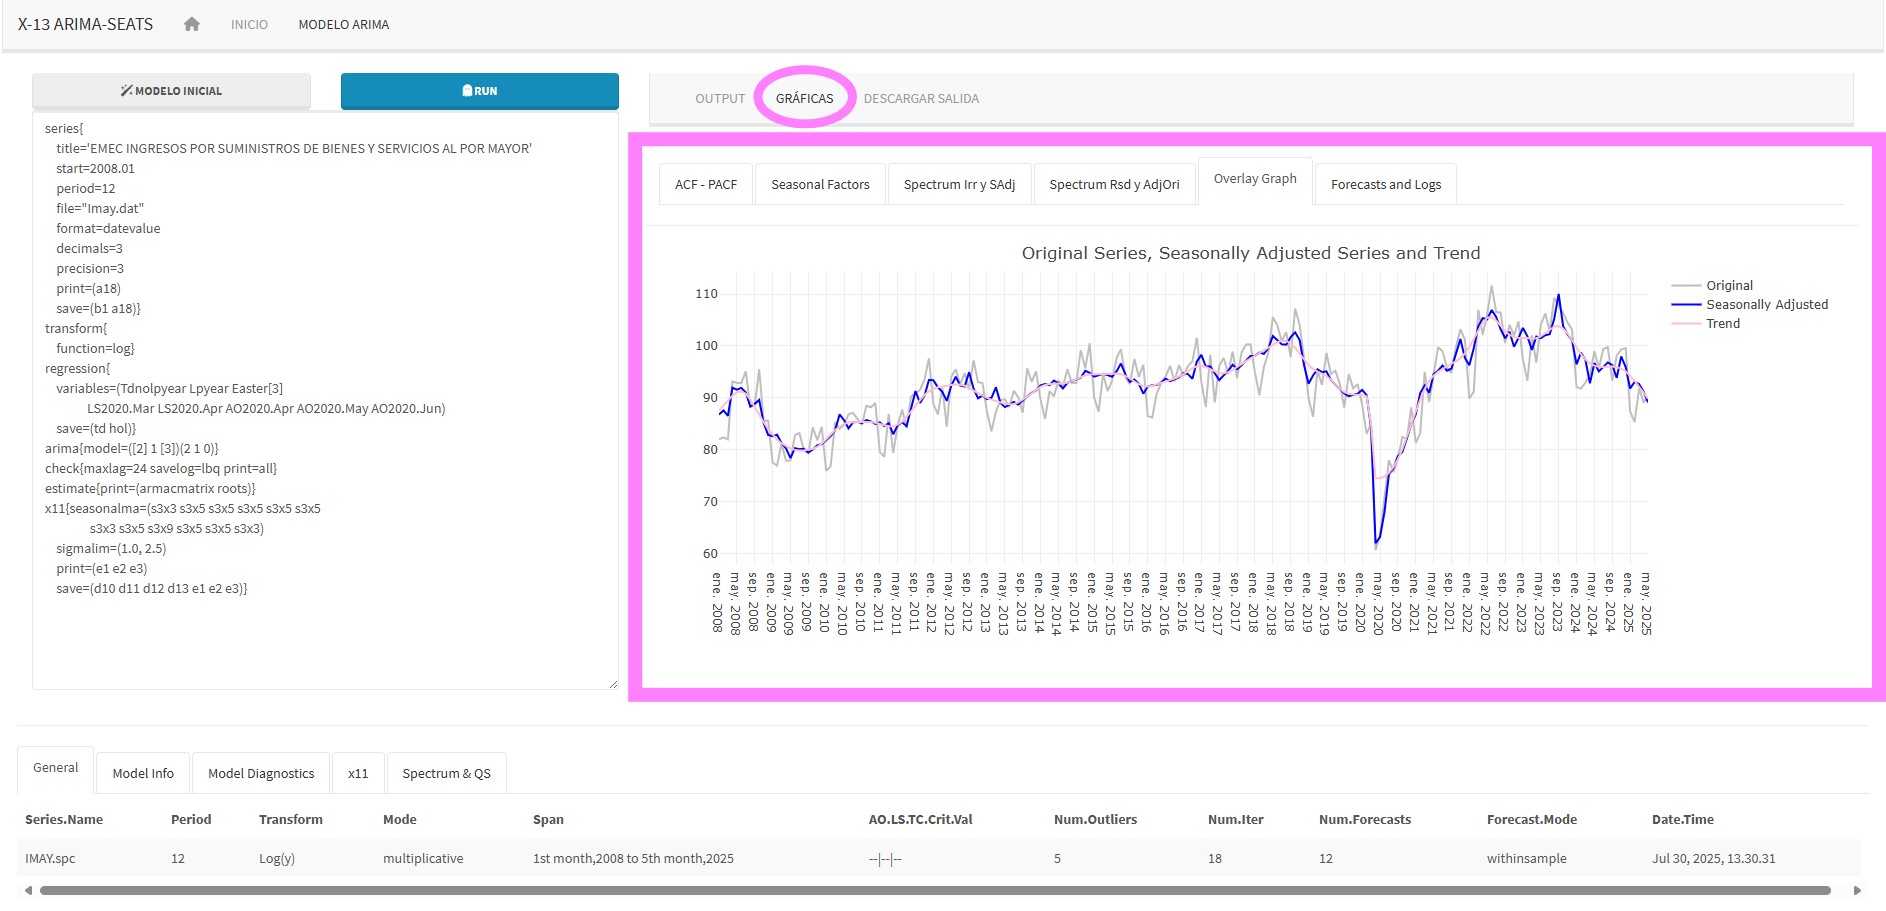 X-13 ARIMA-SEATS INICIO MODELO ARIMA
MODELO INICIAL RUN
OUTPUT GRÁFICAS DESCARGAR SALIDA
series{
title='EMEC INGRESOS POR SUMINISTROS DE BIENES Y SERVICIOS AL POR MAYOR'
start=2008.01
period=12
file="Imay.dat"
format=datevalue
decimals=3
precision=3
print=(a18)
save=(b1 a18)}
transform{
function=log}
regression{
variables=(Tdnolpyear Lpyear Easter[3]
LS2020.Mar LS2020.Apr AO2020.Apr AO2020.May AO2020.Jun)
save=(td hol)}
arima{model=([2] 1 [3])(2 1 0)}
check{maxlag=24 savelog=lbq print=all}
estimate{print=(armacmatrix roots)}
x11{seasonalma=(s3x3 s3x5 s3x5 s3x5 s3x5 s3x5
s3x3 s3x5 s3x9 s3x5 s3x5 s3x3)
sigmalim=(1.0, 2.5)
print=(e1 e2 e3)
save=(d10 d11 d12 d13 e1 e2 e3)}
ACF - PACF Seasonal Factors Spectrum Irr y SAdj Spectrum Rsd y AdjOri Overlay Graph Forecasts and Logs
Original Series, Seasonally Adjusted Series and Trend
110
100
90
80
70
60
Original
Seasonally Adjusted
Trend
ene. 2008
may. 2008
sep. 2008
ene. 2009
may. 2009
sep. 2009
ene. 2010
may. 2010
sep. 2010
ene. 2011
may. 2011
sep. 2011
ene. 2012
may. 2012
sep. 2012
ene. 2013
may. 2013
sep. 2013
ene. 2014
may. 2014
sep. 2014
ene. 2015
may. 2015
sep. 2015
ene. 2016
may. 2016
sep. 2016
ene. 2017
may. 2017
sep. 2017
ene. 2018
may. 2018
sep. 2018
ene. 2019
may. 2019
sep. 2019
ene. 2020
may. 2020
sep. 2020
ene. 2021
may. 2021
sep. 2021
ene. 2022
may. 2022
sep. 2022
ene. 2023
may. 2023
sep. 2023
ene. 2024
may. 2024
sep. 2024
ene. 2025
may. 2025
General Model Info Model Diagnostics x11 Spectrum & QS
Series.Name Period Transform Mode Span AO.LS.TC.Crit.Val Num.Outliers Num.Iter Num.Forecasts Forecast.Mode Date.Time
IMAY.spc 12 Log(y) multiplicative 1st month,2008 to 5th month,2025 --|--|-- 5 18 12 withinsample Jul 30, 2025, 13.30.31